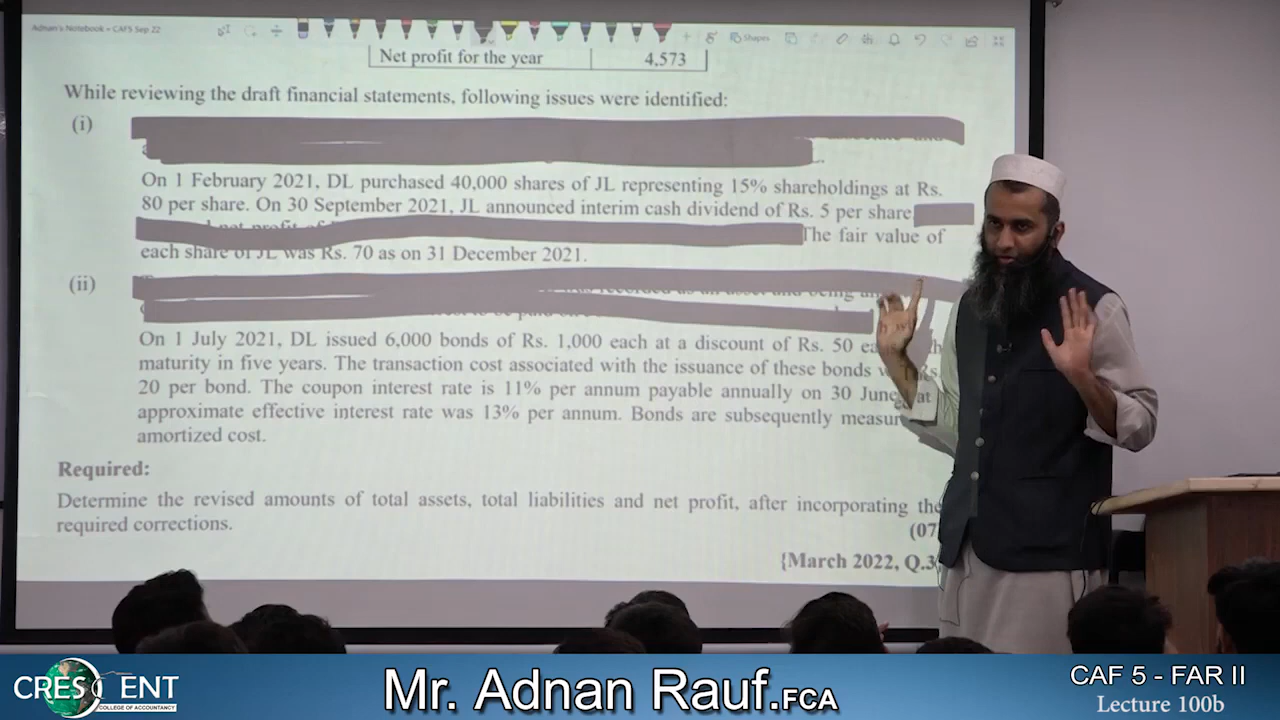 Adnan's Notebook • CAF5 Sep 22
Shapes
Net profit for the year 4,573
While reviewing the draft financial statements, following issues were identified:
(i)
On 1 February 2021, DL purchased 40,000 shares of JL representing 15% shareholdings at Rs.
80 per share. On 30 September 2021, JL announced interim cash dividend of Rs. 5 per share.
The fair value of
each share of JL was Rs. 70 as on 31 December 2021.
(ii)
On 1 July 2021, DL issued 6,000 bonds of Rs. 1,000 each at a discount of Rs. 50
maturity in five years. The transaction cost associated with the issuance of these bonds Rs.
20 per bond. The coupon interest rate is 11% per annum payable annually on 30 June at
approximate effective interest rate was 13% per annum. Bonds are subsequently
amortized cost.
Required:
Determine the revised amounts of total assets, total liabilities and net profit, after incorporating the
required corrections.
(07
{March 2022, Q.3
CRESCENT
COLLEGE OF ACCOUNTANCY
Mr. Adnan Rauf.FCA
CAF 5 - FAR II
Lecture 100b